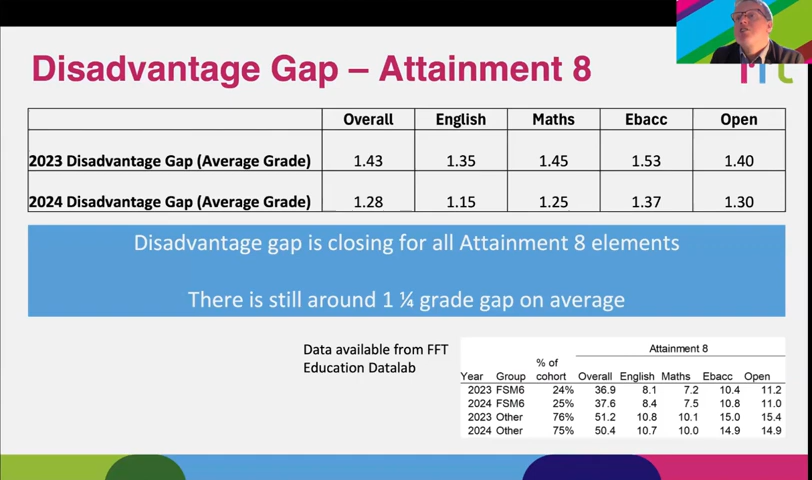 Disadvantage Gap – Attainment 8
Overall English Maths Ebacc Open
2023 Disadvantage Gap (Average Grade) 1.43 1.35 1.45 1.53 1.40
2024 Disadvantage Gap (Average Grade) 1.28 1.15 1.25 1.37 1.30
Disadvantage gap is closing for all Attainment 8 elements
There is still around 1 ¼ grade gap on average
Data available from FFT
Education Datalab
Attainment 8
% of
Year Group cohort Overall English Maths Ebacc Open
2023 FSM6 24% 36.9 8.1 7.2 10.4 11.2
2024 FSM6 25% 37.6 8.4 7.5 10.8 11.0
2023 Other 76% 51.2 10.8 10.1 15.0 15.4
2024 Other 75% 50.4 10.7 10.0 14.9 14.9